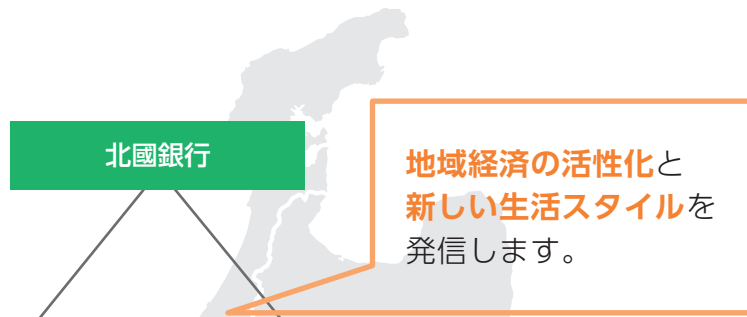 北國銀行
地域経済の活性化と
新しい生活スタイルを
発信します。